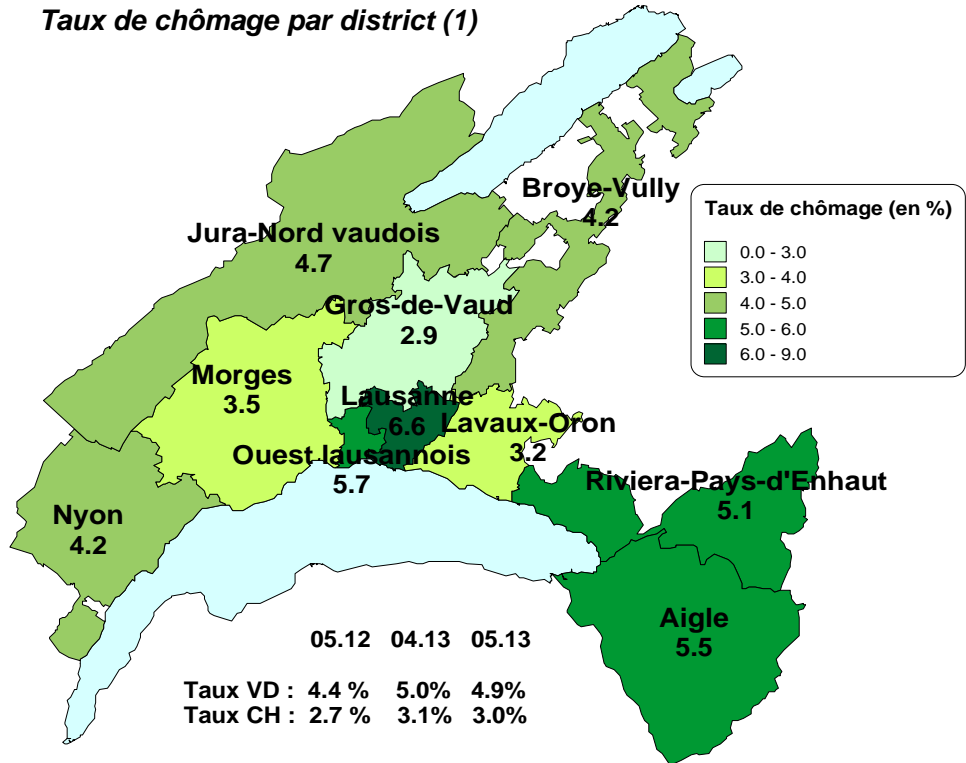 Taux de chômage par district (1)
Broye-Vully
4.2
Taux de chômage (en %)
0.0 - 3.0
3.0 - 4.0
4.0 - 5.0
5.0 - 6.0
6.0 - 9.0
Jura-Nord vaudois
4.7
Gros-de-Vaud
2.9
Morges
3.5
Lausanne
6.6
Lavaux-Oron
3.2
Ouest lausannois
5.7
Riviera-Pays-d'Enhaut
5.1
Nyon
4.2
Aigle
5.5
05.12 04.13 05.13
Taux VD : 4.4 % 5.0% 4.9%
Taux CH : 2.7 % 3.1% 3.0%